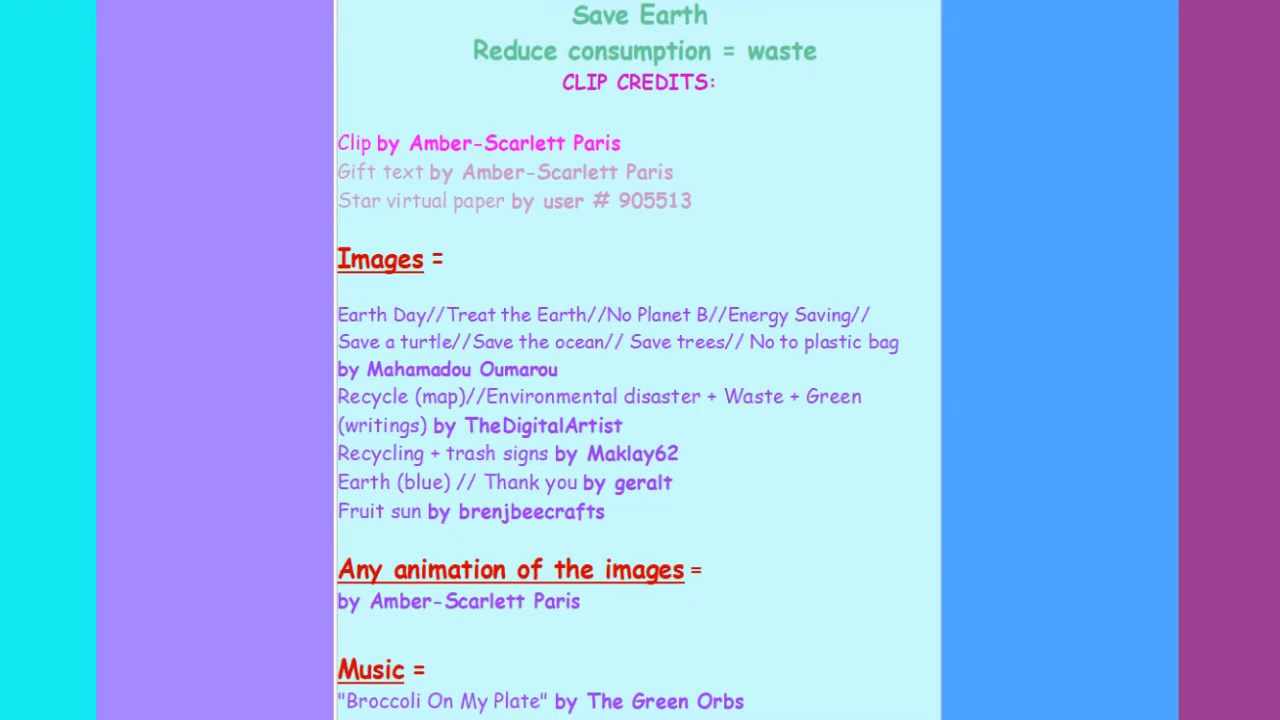 Save Earth
Reduce consumption = waste
CLIP CREDITS:
Clip by Amber-Scarlett Paris
Gift text by Amber-Scarlett Paris
Star virtual paper by user # 905513
Images =
Earth Day//Treat the Earth//No Planet B//Energy Saving//
Save a turtle//Save the ocean// Save trees// No to plastic bag
by Mahamadou Oumarou
Recycle (map)//Environmental disaster + Waste + Green
(writings) by TheDigitalArtist
Recycling + trash signs by Maklay62
Earth (blue) // Thank you by geralt
Fruit sun by brenjbeecrafts
Any animation of the images =
by Amber-Scarlett Paris
Music =
"Broccoli On My Plate" by The Green Orbs